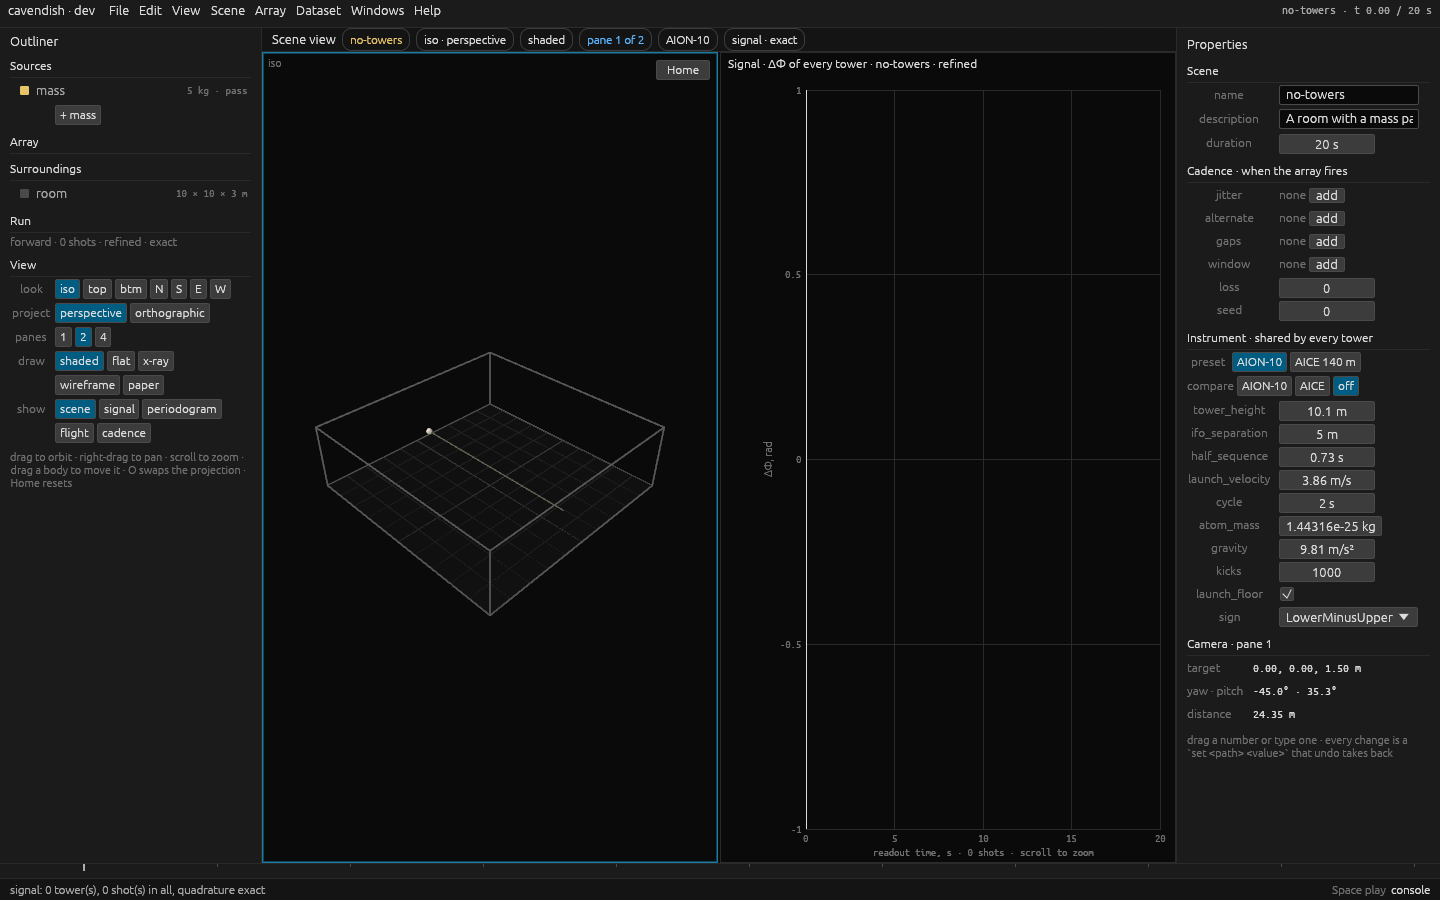 cavendish · dev File Edit View Scene Array Dataset Windows Help no-towers · t 0.00 / 20 s
Outliner
Sources
mass 5 kg · pass
+ mass
Array
Surroundings
room 10 × 10 × 3 m
Run
forward · 0 shots · refined · exact
View
look iso top btm N S E W
project perspective orthographic
panes 1 2 4
draw shaded flat x-ray
wireframe paper
show scene signal periodogram
flight cadence
drag to orbit · right-drag to pan · scroll to zoom ·
drag a body to move it · O swaps the projection ·
Home resets
Scene view no-towers iso · perspective shaded pane 1 of 2 AION-10 signal · exact
iso
Home
Signal · ΔΦ of every tower · no-towers · refined
1
0.5
0
-0.5
-1
ΔΦ, rad
0 5 10 15 20
readout time, s · 0 shots · scroll to zoom
Properties
Scene
name no-towers
description A room with a mass pa
duration 20 s
Cadence · when the array fires
jitter none add
alternate none add
gaps none add
window none add
loss 0
seed 0
Instrument · shared by every tower
preset AION-10 AICE 140 m
compare AION-10 AICE off
tower_height 10.1 m
ifo_separation 5 m
half_sequence 0.73 s
launch_velocity 3.86 m/s
cycle 2 s
atom_mass 1.44316e-25 kg
gravity 9.81 m/s²
kicks 1000
launch_floor
sign LowerMinusUpper
Camera · pane 1
target 0.00, 0.00, 1.50 m
yaw · pitch -45.0° · 35.3°
distance 24.35 m
drag a number or type one · every change is a
`set <path> <value>` that undo takes back
signal: 0 tower(s), 0 shot(s) in all, quadrature exact
Space play console